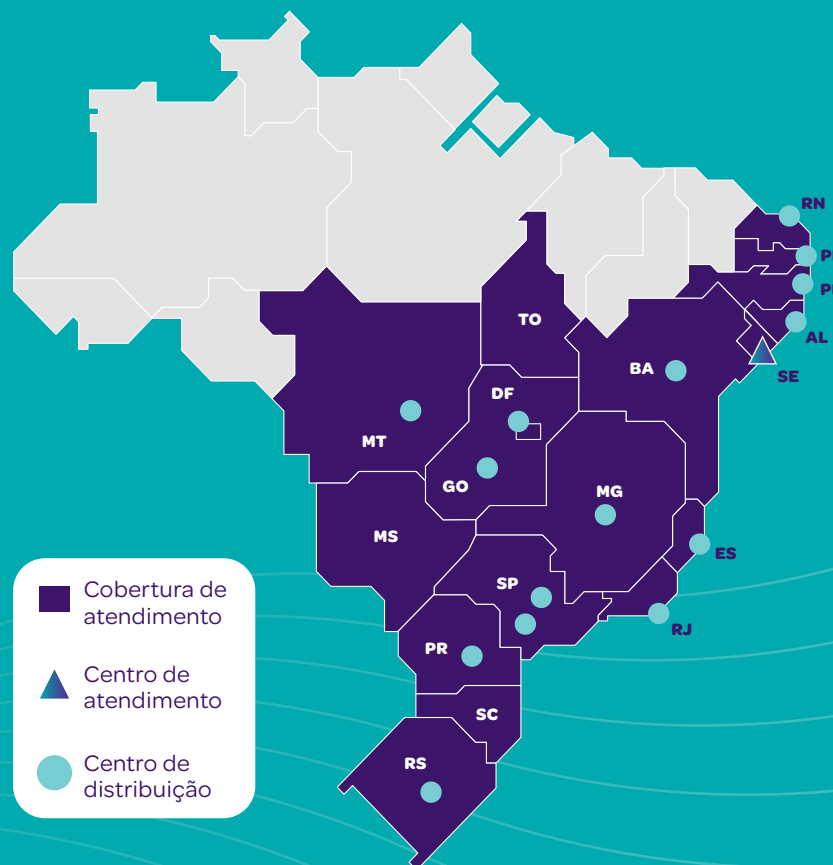 RN
P
P
AL
SE
TO
BA
DF
MT
GO
MG
MS
ES
SP
RJ
PR
SC
RS
Cobertura de
atendimento
Centro de
atendimento
Centro de
distribuição